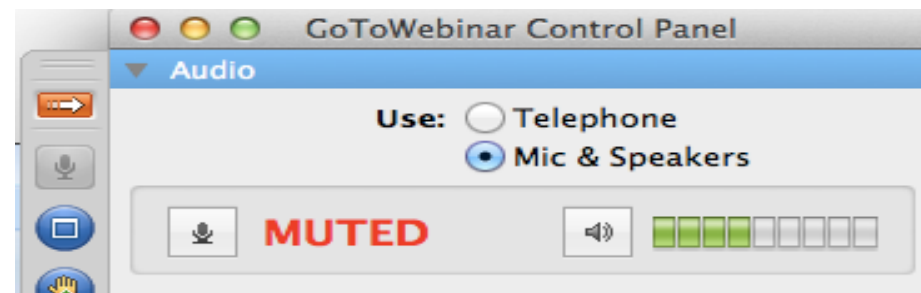 GoToWebinar Control Panel
Audio
Use: Telephone
Mic & Speakers
MUTED